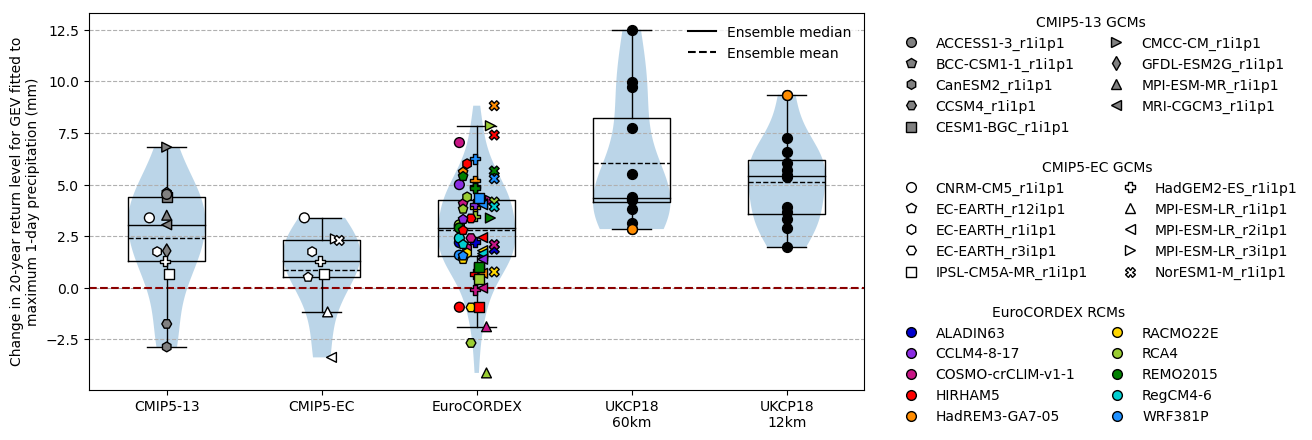 Change in 20-year return level for GEV fitted to
maximum 1-day precipitation (mm)
12.5
10.0
7.5
5.0
2.5
0.0
−2.5
Ensemble median
Ensemble mean
CMIP5-13
CMIP5-EC
EuroCORDEX
UKCP18
60km
UKCP18
12km
CMIP5-13 GCMs
ACCESS1-3_r1i1p1
BCC-CSM1-1_r1i1p1
CanESM2_r1i1p1
CCSM4_r1i1p1
CESM1-BGC_r1i1p1
CMCC-CM_r1i1p1
GFDL-ESM2G_r1i1p1
MPI-ESM-MR_r1i1p1
MRI-CGCM3_r1i1p1
CMIP5-EC GCMs
CNRM-CM5_r1i1p1
EC-EARTH_r12i1p1
EC-EARTH_r1i1p1
EC-EARTH_r3i1p1
IPSL-CM5A-MR_r1i1p1
HadGEM2-ES_r1i1p1
MPI-ESM-LR_r1i1p1
MPI-ESM-LR_r2i1p1
MPI-ESM-LR_r3i1p1
NorESM1-M_r1i1p1
EuroCORDEX RCMs
ALADIN63
CCLM4-8-17
COSMO-crCLIM-v1-1
HIRHAM5
HadREM3-GA7-05
RACMO22E
RCA4
REMO2015
RegCM4-6
WRF381P